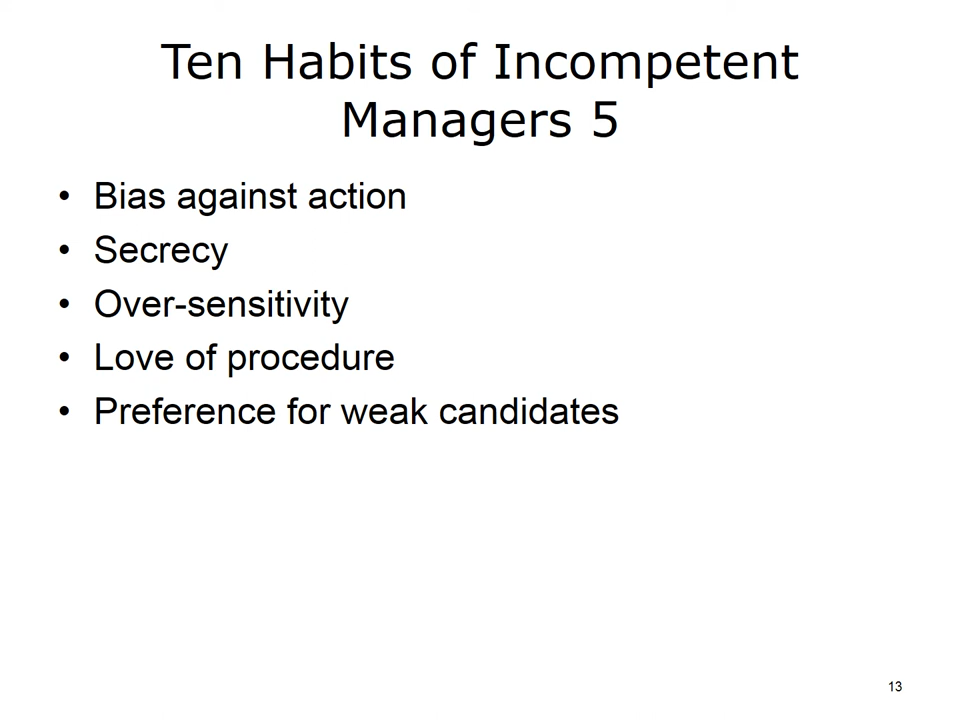 Ten Habits of Incompetent
Managers 5
• Bias against action
• Secrecy
• Over-sensitivity
• Love of procedure
• Preference for weak candidates
13